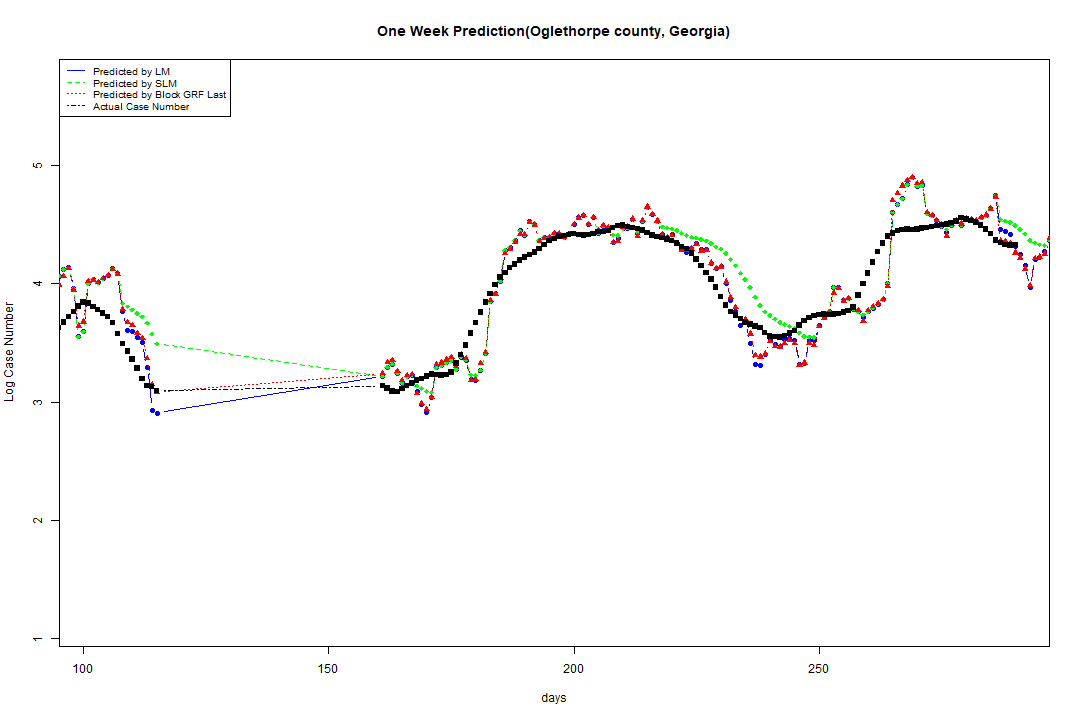 One Week Prediction(Oglethorpe county, Georgia)
Predicted by LM
Predicted by SLM
Predicted by Block GRF Last
Actual Case Number
5
4
3
2
1
Log Case Number
100 150 200 250
days